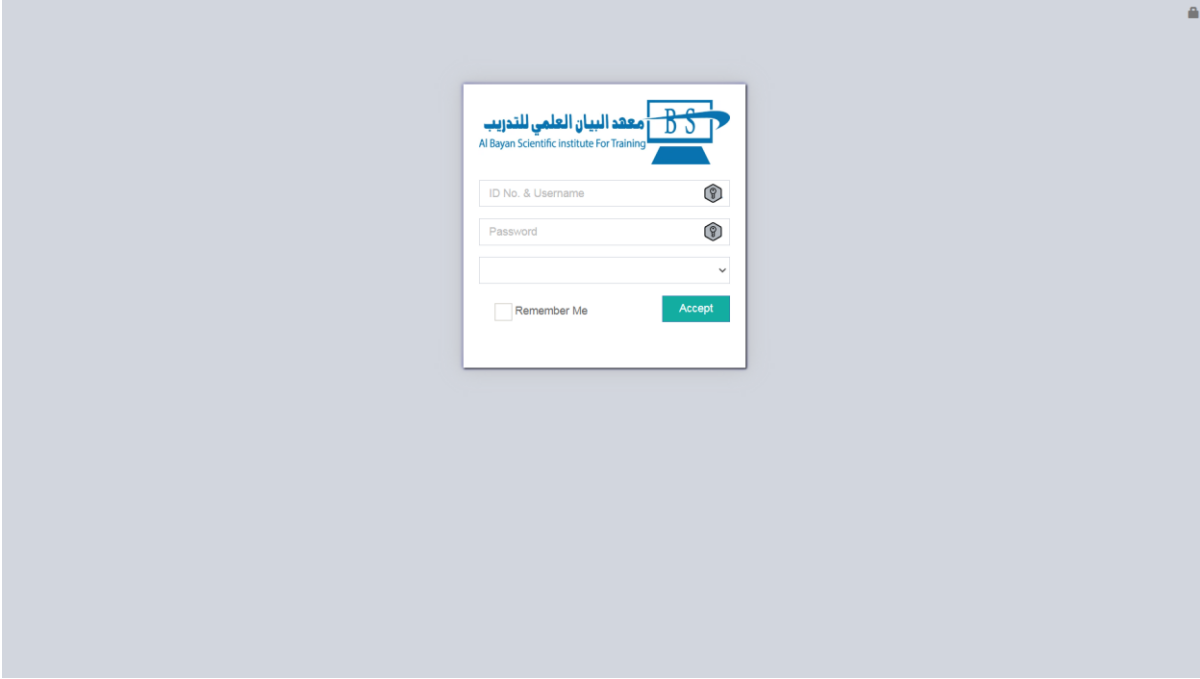 معهد البيان العلمي للتدريب
BS
Al Bayan Scientific institute For Training
ID No. & Username
Password
Remember Me
Accept